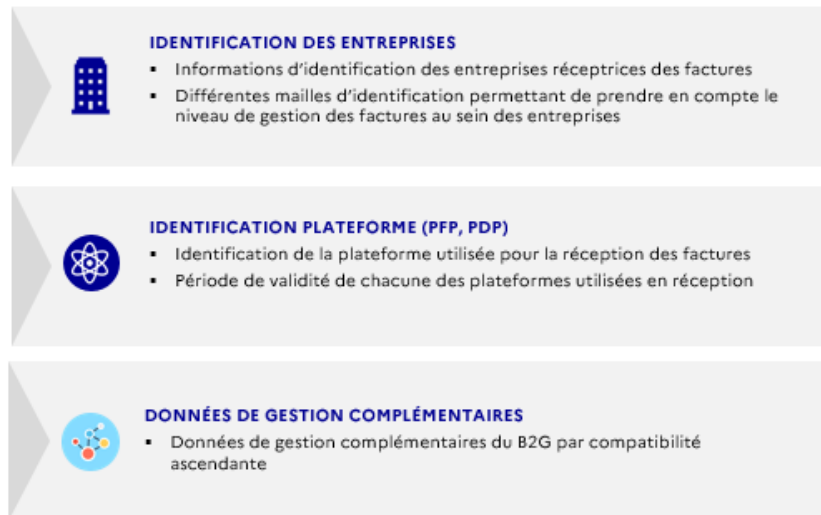 IDENTIFICATION DES ENTREPRISES
▪ Informations d'identification des entreprises réceptrices des factures
▪ Différentes mailles d'identification permettant de prendre en compte le
niveau de gestion des factures au sein des entreprises
IDENTIFICATION PLATEFORME (PFP, PDP)
▪ Identification de la plateforme utilisée pour la réception des factures
▪ Période de validité de chacune des plateformes utilisées en réception
DONNÉES DE GESTION COMPLÉMENTAIRES
▪ Données de gestion complémentaires du B2G par compatibilité
ascendante